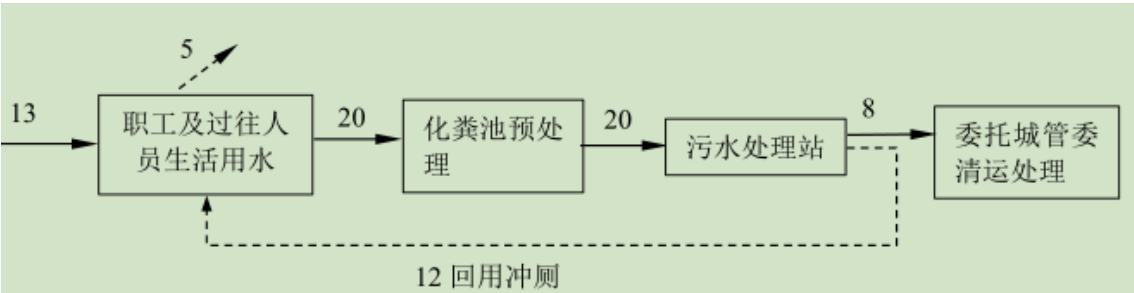 5
13
职工及过往人
员生活用水
20
化粪池预处
理
20
污水处理站
8
委托城管委
清运处理
12 回用冲厕